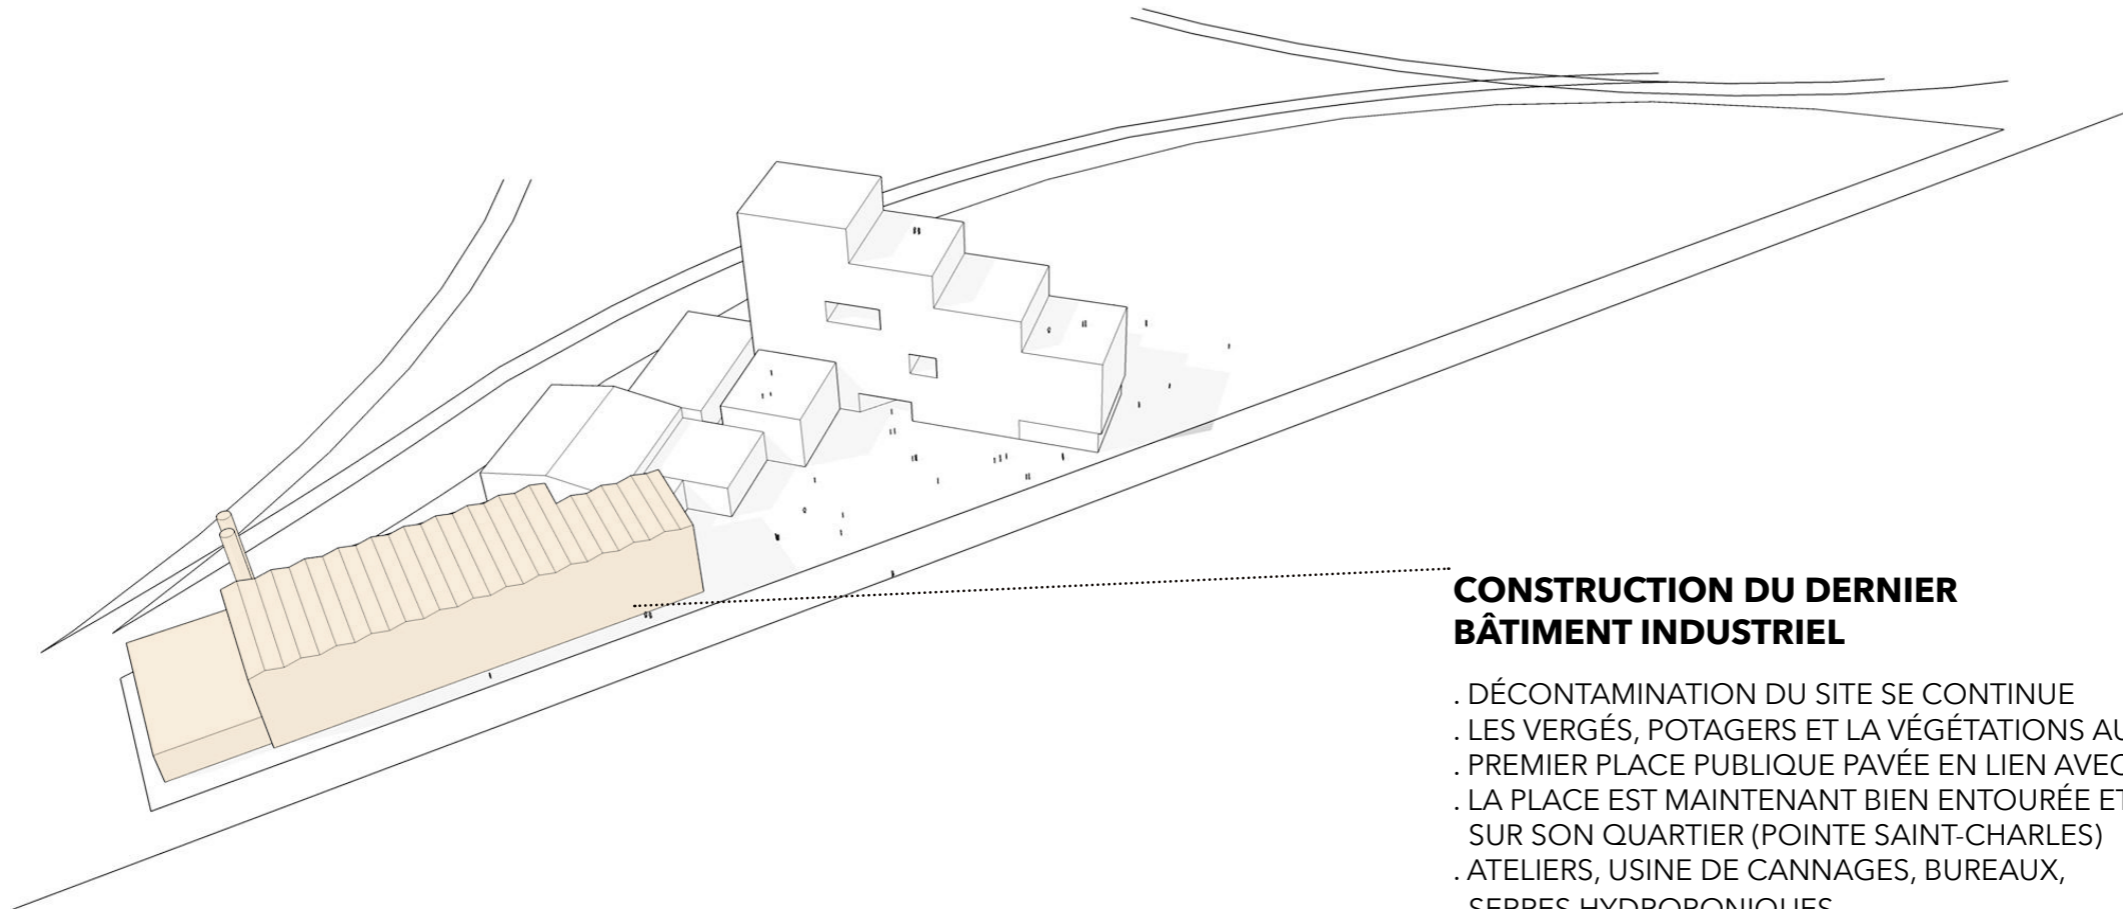 CONSTRUCTION DU DERNIER
BÂTIMENT INDUSTRIEL
. DÉCONTAMINATION DU SITE SE CONTINUE
. LES VERGÉS, POTAGERS ET LA VÉGÉTATIONS AU
. PREMIER PLACE PUBLIQUE PAVÉE EN LIEN AVEC
. LA PLACE EST MAINTENANT BIEN ENTOURÉE ET
SUR SON QUARTIER (POINTE SAINT-CHARLES)
. ATELIERS, USINE DE CANNAGES, BUREAUX,
SERRES HYDROPONIQUES